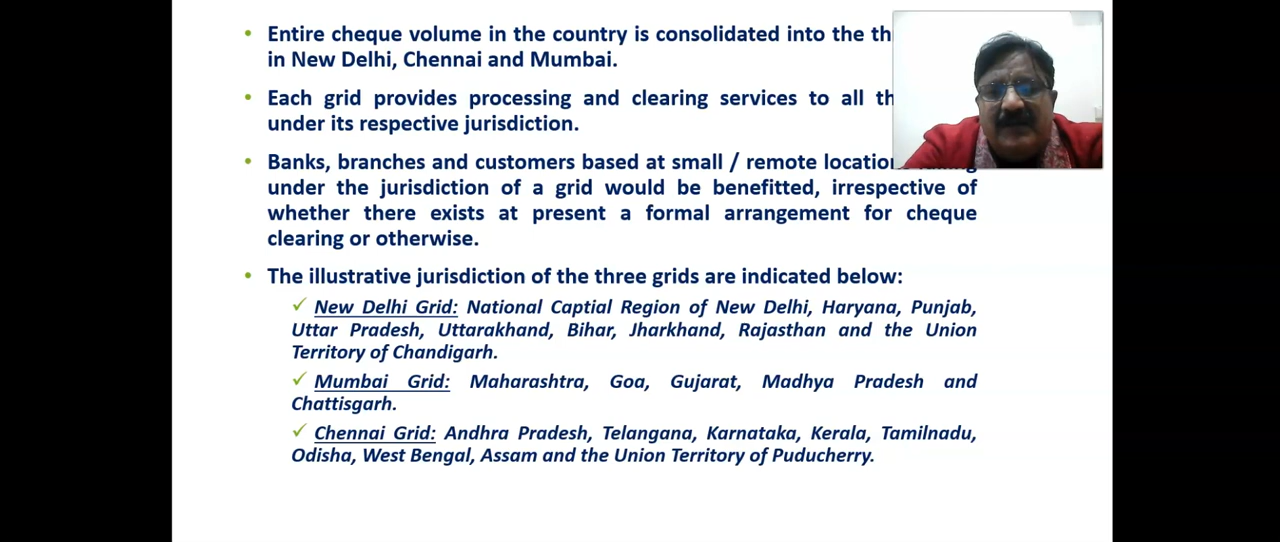 • Entire cheque volume in the country is consolidated into the
in New Delhi, Chennai and Mumbai.
• Each grid provides processing and clearing services to all
under its respective jurisdiction.
• Banks, branches and customers based at small / remote
under the jurisdiction of a grid would be benefitted, irrespective of
whether there exists at present a formal arrangement for cheque
clearing or otherwise.
• The illustrative jurisdiction of the three grids are indicated below:
✓ New Delhi Grid: National Captial Region of New Delhi, Haryana, Punjab,
Uttar Pradesh, Uttarakhand, Bihar, Jharkhand, Rajasthan and the Union
Territory of Chandigarh.
✓ Mumbai Grid: Maharashtra, Goa, Gujarat, Madhya Pradesh and
Chattisgarh.
✓ Chennai Grid: Andhra Pradesh, Telangana, Karnataka, Kerala, Tamilnadu,
Odisha, West Bengal, Assam and the Union Territory of Puducherry.